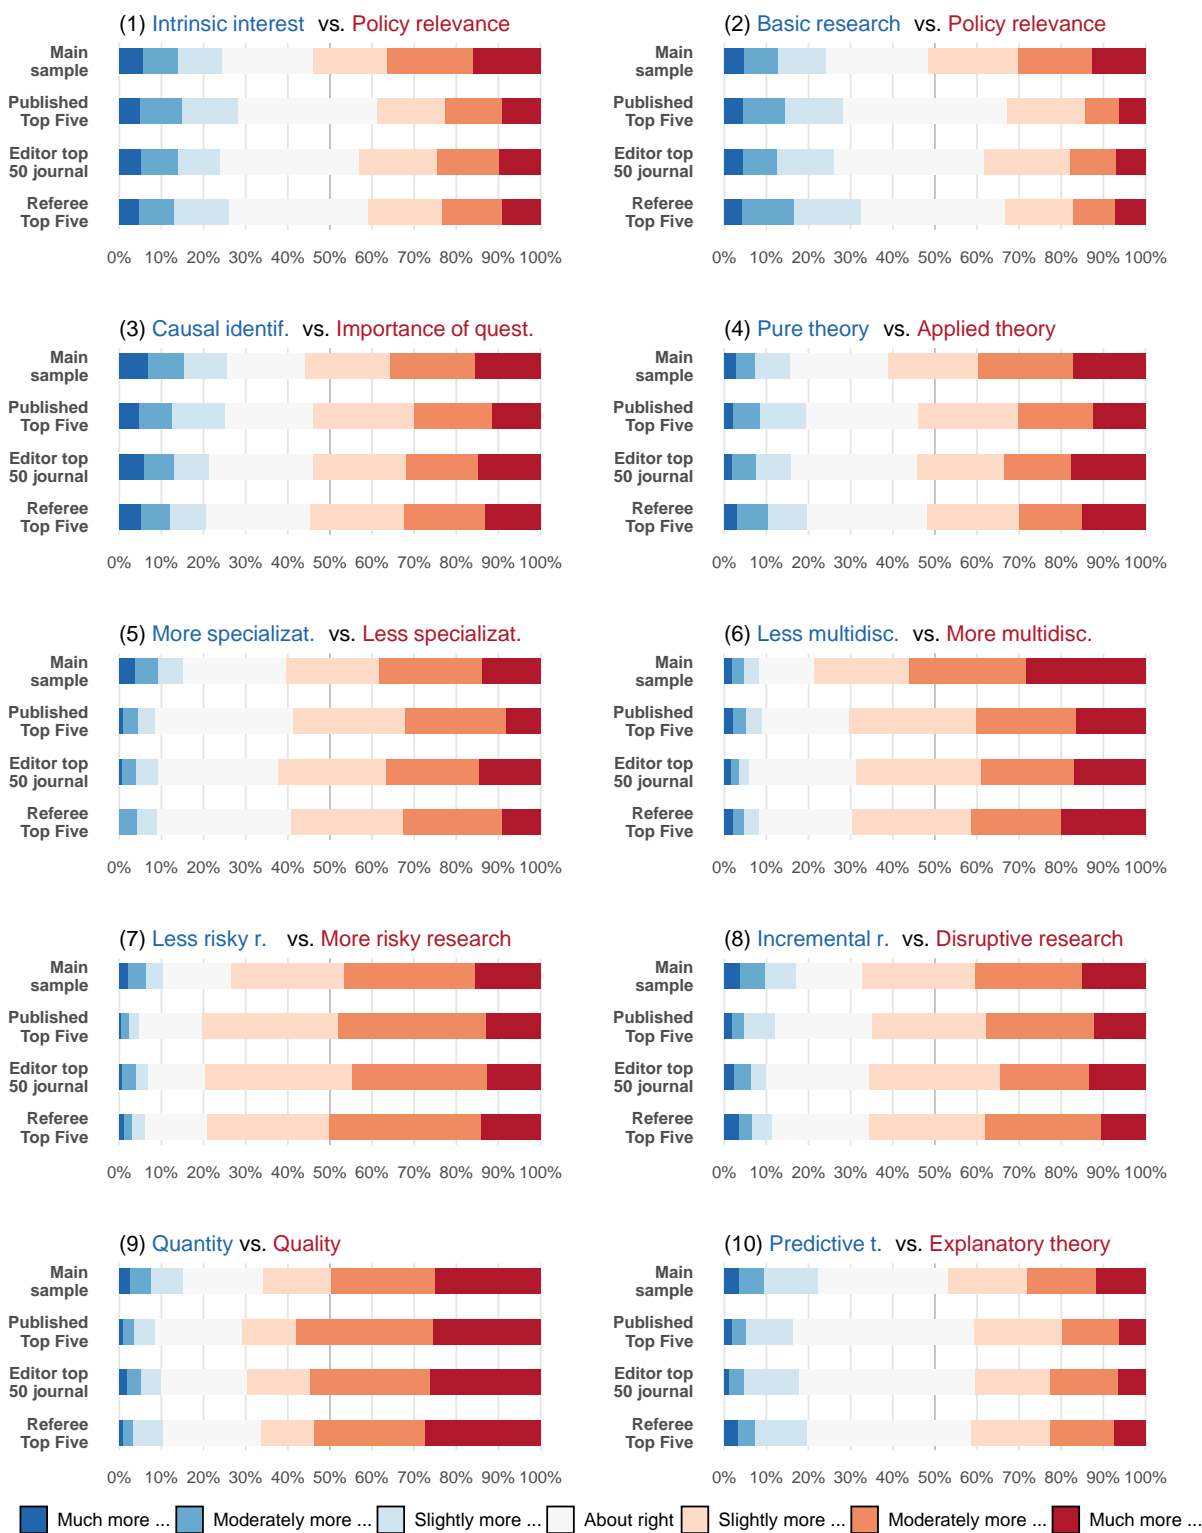 (1) Intrinsic interest vs. Policy relevance
(2) Basic research vs. Policy relevance
Main
sample
Published
Top Five
Editor top
50 journal
Referee
Top Five
0% 10% 20% 30% 40% 50% 60% 70% 80% 90% 100%
Main
sample
Published
Top Five
Editor top
50 journal
Referee
Top Five
0% 10% 20% 30% 40% 50% 60% 70% 80% 90% 100%
(3) Causal identif. vs. Importance of quest.
(4) Pure theory vs. Applied theory
Main
sample
Published
Top Five
Editor top
50 journal
Referee
Top Five
0% 10% 20% 30% 40% 50% 60% 70% 80% 90% 100%
Main
sample
Published
Top Five
Editor top
50 journal
Referee
Top Five
0% 10% 20% 30% 40% 50% 60% 70% 80% 90% 100%
(5) More specializat. vs. Less specializat.
(6) Less multidisc. vs. More multidisc.
Main
sample
Published
Top Five
Editor top
50 journal
Referee
Top Five
0% 10% 20% 30% 40% 50% 60% 70% 80% 90% 100%
Main
sample
Published
Top Five
Editor top
50 journal
Referee
Top Five
0% 10% 20% 30% 40% 50% 60% 70% 80% 90% 100%
(7) Less risky r. vs. More risky research
(8) Incremental r. vs. Disruptive research
Main
sample
Published
Top Five
Editor top
50 journal
Referee
Top Five
0% 10% 20% 30% 40% 50% 60% 70% 80% 90% 100%
Main
sample
Published
Top Five
Editor top
50 journal
Referee
Top Five
0% 10% 20% 30% 40% 50% 60% 70% 80% 90% 100%
(9) Quantity vs. Quality
(10) Predictive t. vs. Explanatory theory
Main
sample
Published
Top Five
Editor top
50 journal
Referee
Top Five
0% 10% 20% 30% 40% 50% 60% 70% 80% 90% 100%
Main
sample
Published
Top Five
Editor top
50 journal
Referee
Top Five
0% 10% 20% 30% 40% 50% 60% 70% 80% 90% 100%
Much more ... Moderately more ... Slightly more ... About right Slightly more ... Moderately more ... Much more ...